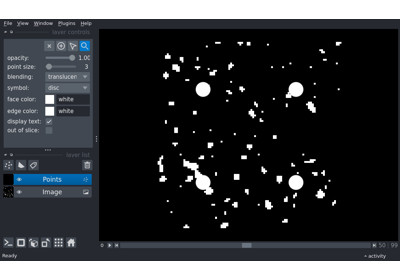 File View Window Plugins Help
layer controls
opacity: 1.00
point size: 3
blending: translucen
symbol: disc
face color: white
edge color: white
display text:
out of slice:
layer list
Points
Image
0 50 99
Ready activity